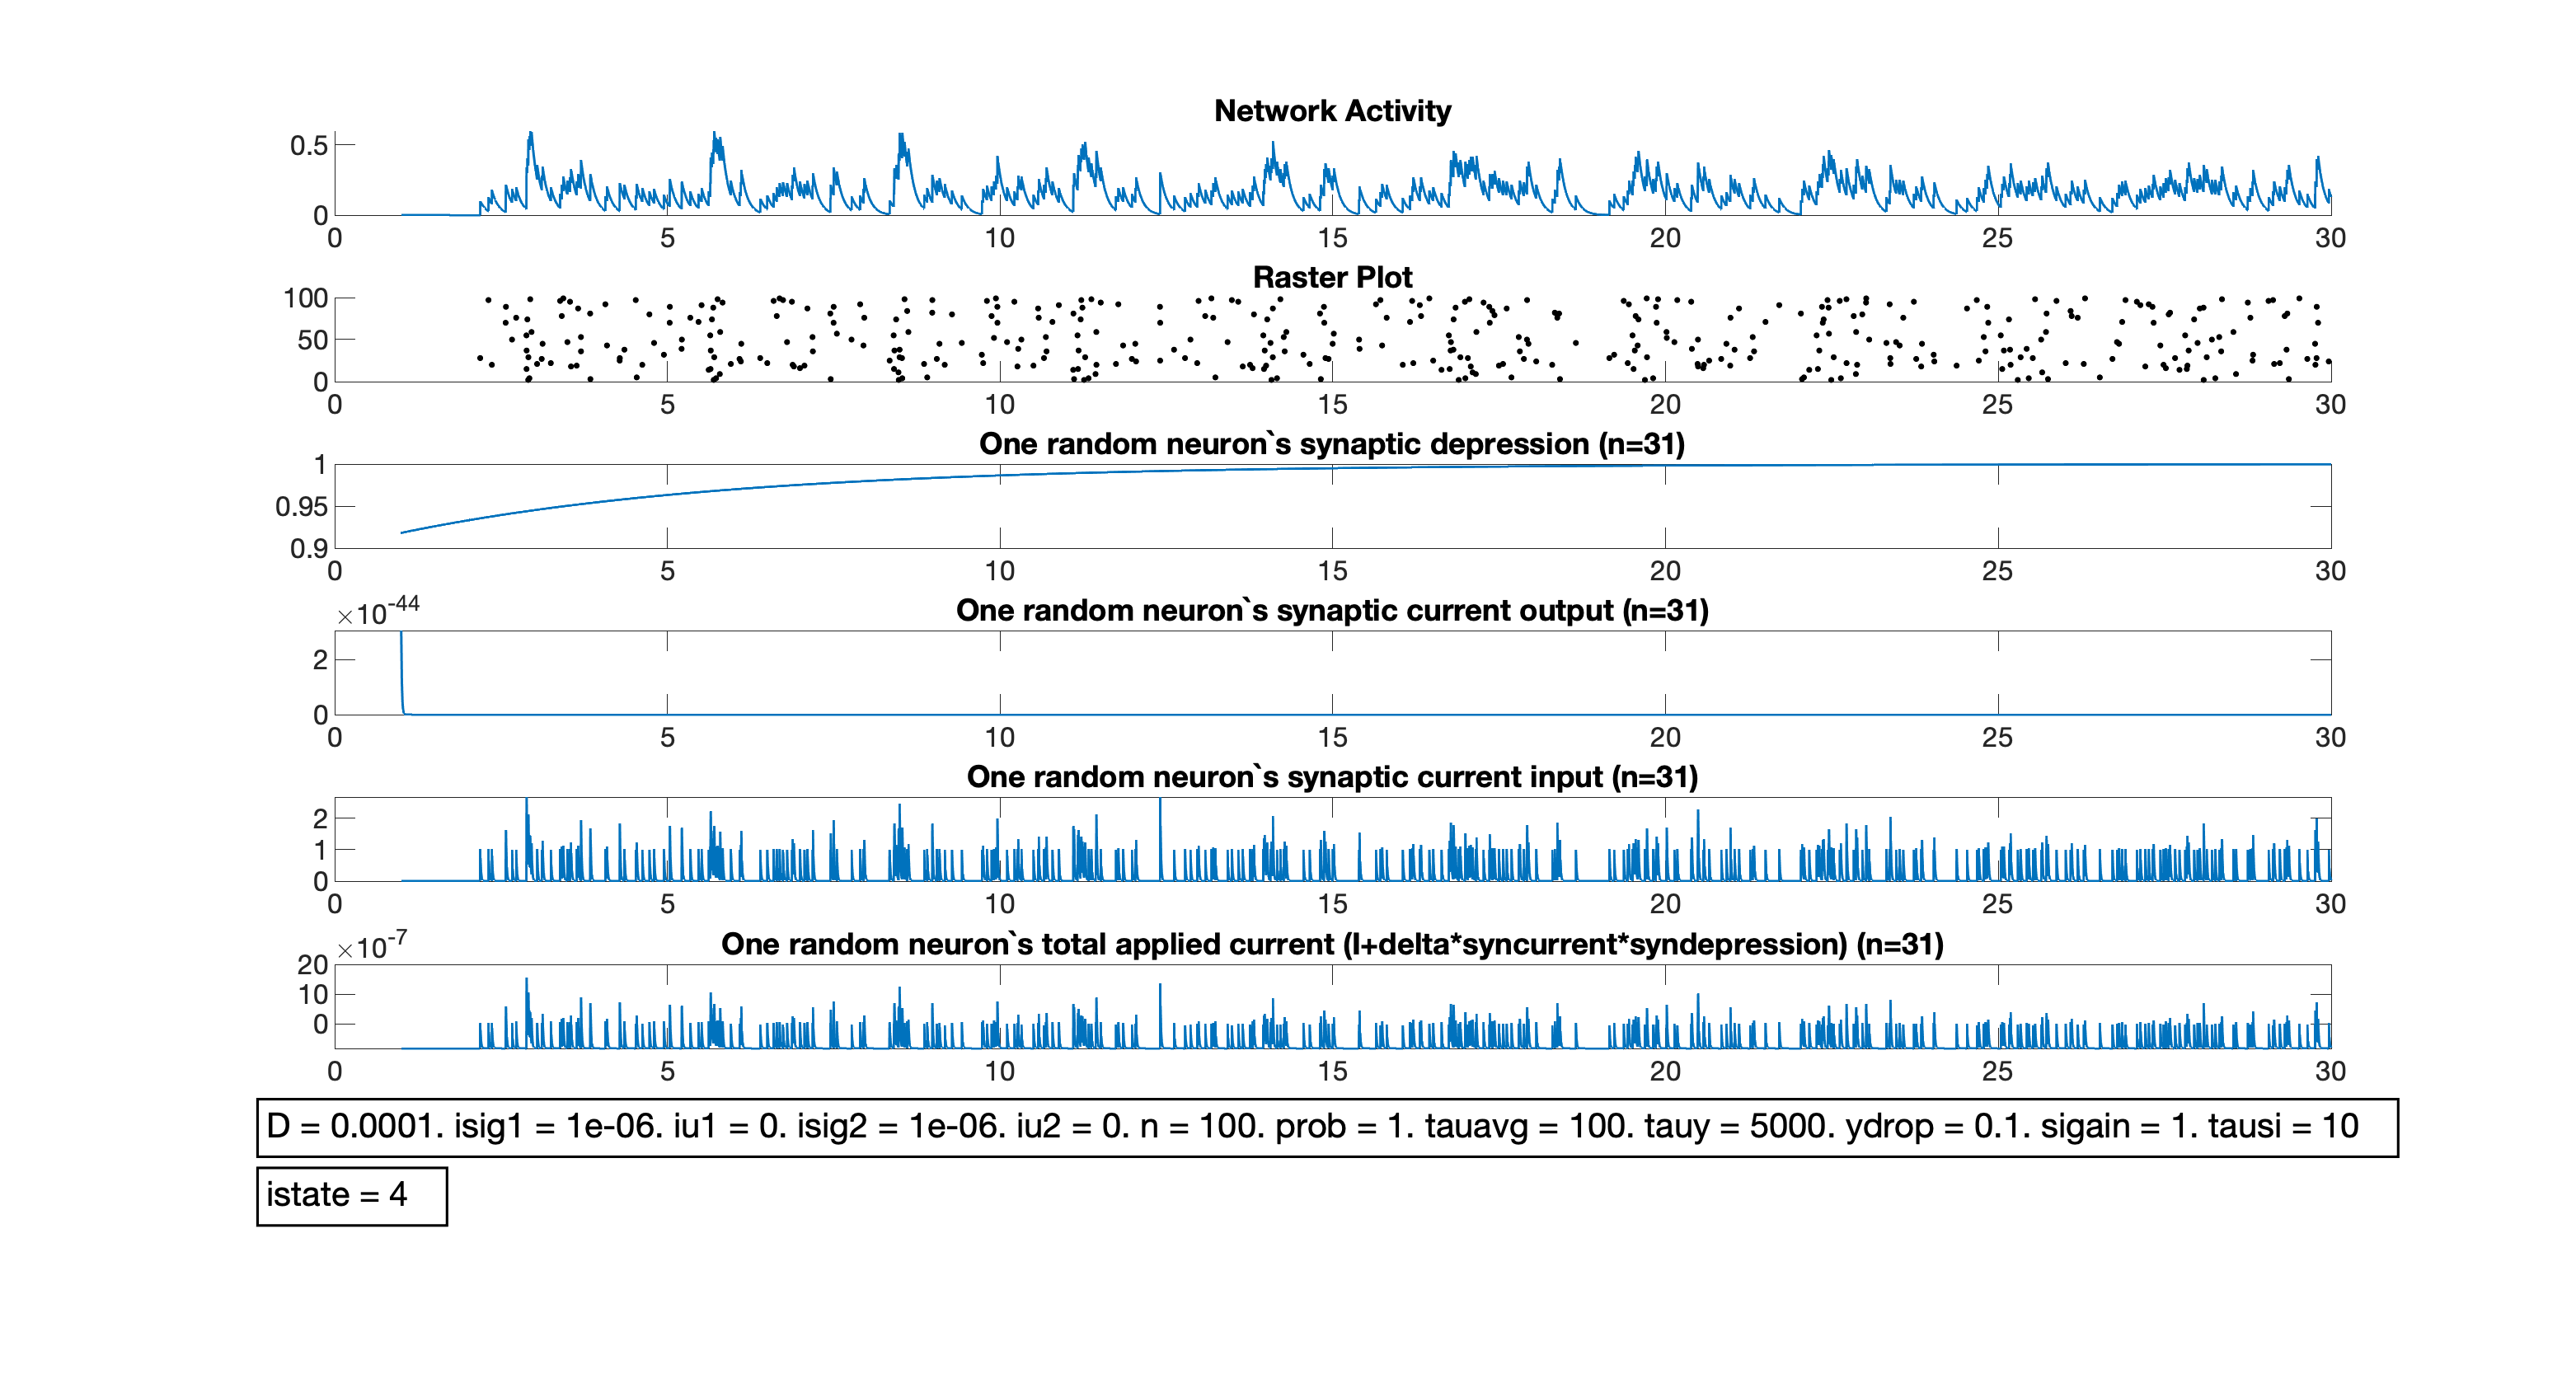 Network Activity
0.5
0
0 5 10 15 20 25 30
Raster Plot
100
50
0
0 5 10 15 20 25 30
One random neuron`s synaptic depression (n=31)
1
0.95
0.9
0 5 10 15 20 25 30
×10-44
One random neuron`s synaptic current output (n=31)
2
0
0 5 10 15 20 25 30
One random neuron`s synaptic current input (n=31)
2
1
0
0 5 10 15 20 25 30
×10-7
One random neuron`s total applied current (I+delta*syncurrent*syndepression) (n=31)
20
10
0
0 5 10 15 20 25 30
D = 0.0001. isig1 = 1e-06. iu1 = 0. isig2 = 1e-06. iu2 = 0. n = 100. prob = 1. tauavg = 100. tauy = 5000. ydrop = 0.1. sigain = 1. tausi = 10
istate = 4